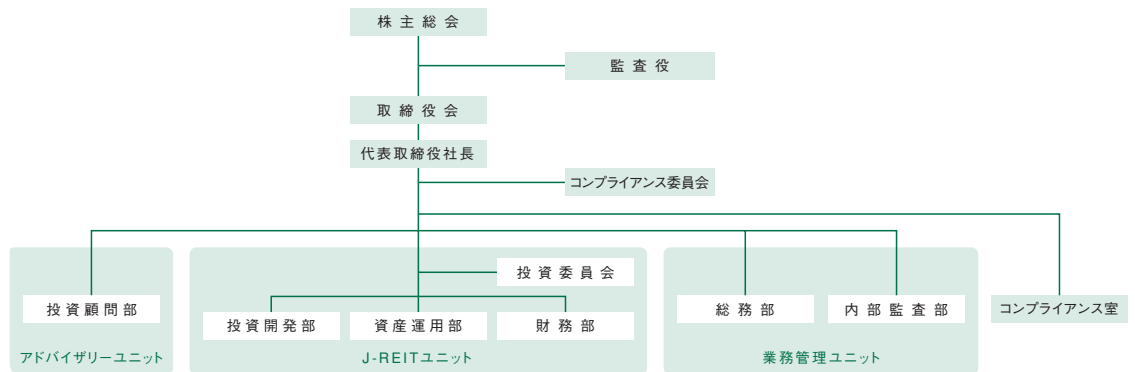 株主総会
監査役
取締役会
代表取締役社長
コンプライアンス委員会
投資委員会
投資顧問部
総務部
内部監査部
コンプライアンス室
投資開発部
資産運用部
財務部
アドバイザリーユニット
J-REITユニット
業務管理ユニット